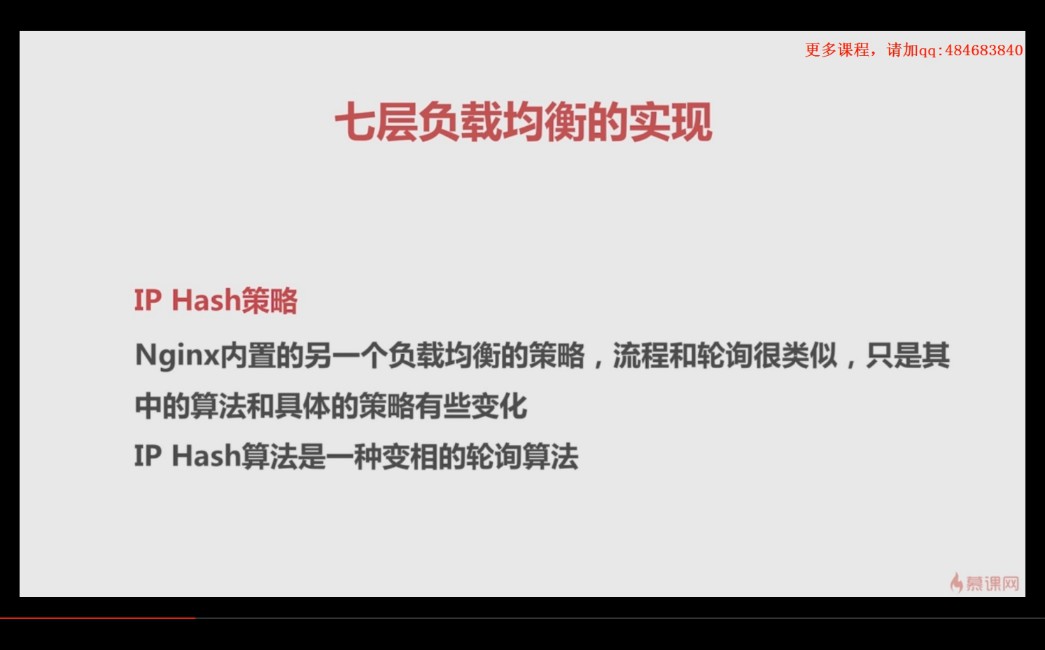 更多课程，请加qq:484683840
七层负载均衡的实现
IP Hash策略
Nginx内置的另一个负载均衡的策略，流程和轮询很类似，只是其
中的算法和具体的策略有些变化
IP Hash算法是一种变相的轮询算法
慕课网